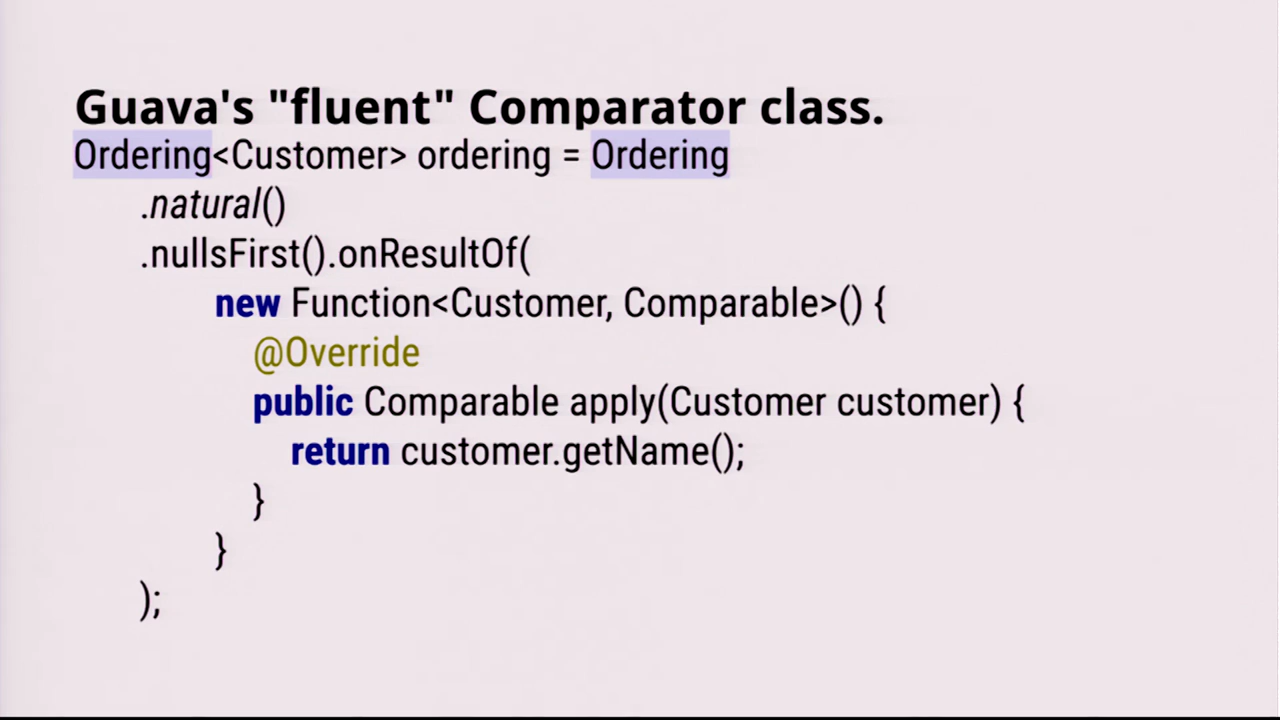 Guava's "fluent" Comparator class.
Ordering<Customer> ordering = Ordering
.natural()
.nullsFirst().onResultOf(
new Function<Customer, Comparable>() {
@Override
public Comparable apply(Customer customer) {
return customer.getName();
}
}
);